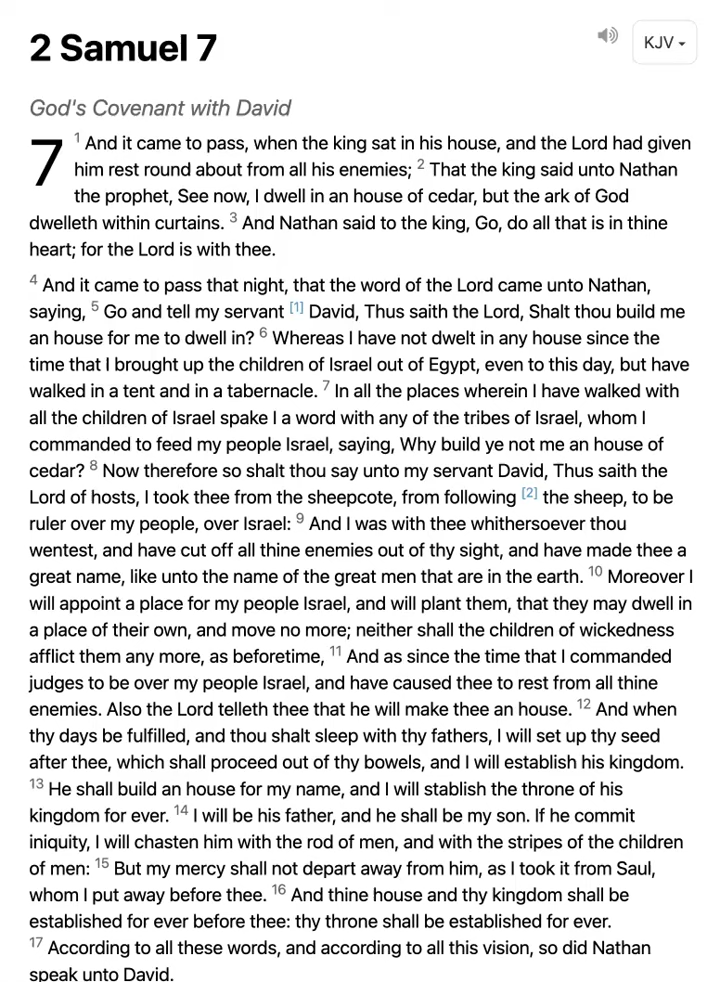 2 Samuel 7
KJV
God's Covenant with David
7 1 And it came to pass, when the king sat in his house, and the Lord had given
him rest round about from all his enemies; 2 That the king said unto Nathan
the prophet, See now, I dwell in an house of cedar, but the ark of God
dwelleth within curtains. 3 And Nathan said to the king, Go, do all that is in thine
heart; for the Lord is with thee.
4 And it came to pass that night, that the word of the Lord came unto Nathan,
saying, 5 Go and tell my servant [1] David, Thus saith the Lord, Shalt thou build me
an house for me to dwell in? 6 Whereas I have not dwelt in any house since the
time that I brought up the children of Israel out of Egypt, even to this day, but have
walked in a tent and in a tabernacle. 7 In all the places wherein I have walked with
all the children of Israel spake I a word with any of the tribes of Israel, whom I
commanded to feed my people Israel, saying, Why build ye not me an house of
cedar? 8 Now therefore so shalt thou say unto my servant David, Thus saith the
Lord of hosts, I took thee from the sheepcote, from following [2] the sheep, to be
ruler over my people, over Israel: 9 And I was with thee whithersoever thou
wentest, and have cut off all thine enemies out of thy sight, and have made thee a
great name, like unto the name of the great men that are in the earth. 10 Moreover I
will appoint a place for my people Israel, and will plant them, that they may dwell in
a place of their own, and move no more; neither shall the children of wickedness
afflict them any more, as beforetime, 11 And as since the time that I commanded
judges to be over my people Israel, and have caused thee to rest from all thine
enemies. Also the Lord telleth thee that he will make thee an house. 12 And when
thy days be fulfilled, and thou shalt sleep with thy fathers, I will set up thy seed
after thee, which shall proceed out of thy bowels, and I will establish his kingdom.
13 He shall build an house for my name, and I will stablish the throne of his
kingdom for ever. 14 I will be his father, and he shall be my son. If he commit
iniquity, I will chasten him with the rod of men, and with the stripes of the children
of men: 15 But my mercy shall not depart away from him, as I took it from Saul,
whom I put away before thee. 16 And thine house and thy kingdom shall be
established for ever before thee: thy throne shall be established for ever.
17 According to all these words, and according to all this vision, so did Nathan
speak unto David.